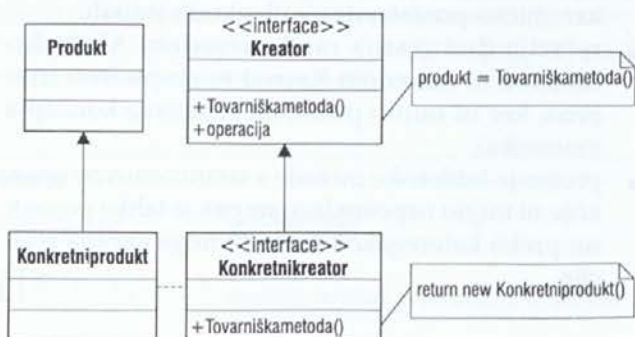 Produkt
<<interface>>
Kreator
+Tovarniškametoda()
+operacija
produkt = Tovarniškametoda()
Konkretniprodukt
<<interface>>
Konkretnikreator
+Tovarniškametoda()
return new Konkretniprodukt()